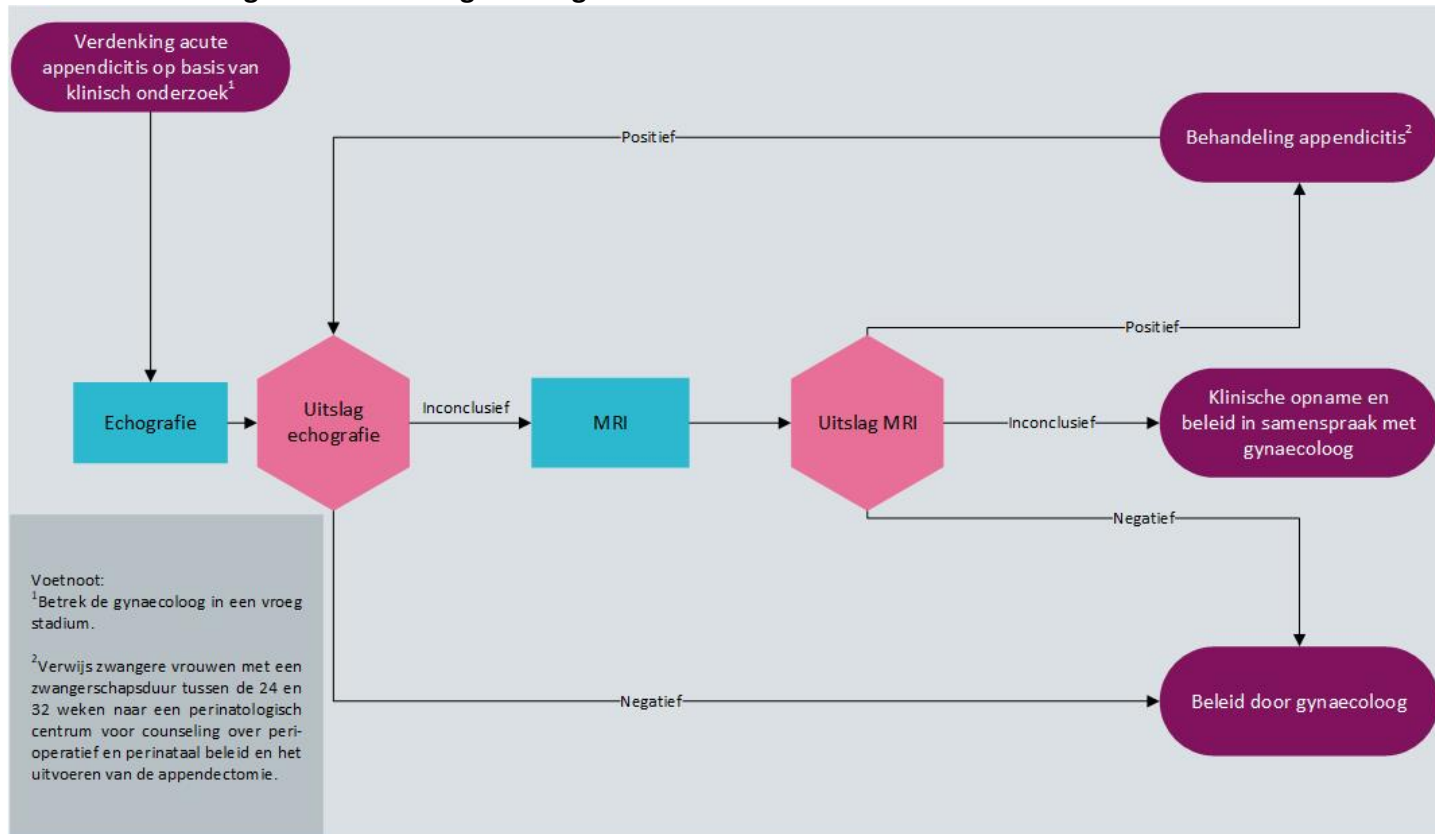 Verdenking acute
appendicitis op basis van
klinisch onderzoek1
Positief
Behandeling appendicitis2
Positief
Echografie
Uitslag
echografie
Inconclusief
MRI
Uitslag MRI
Inconclusief
Klinische opname en
beleid in samenspraak met
gynaecoloog
Negatief
Negatief
Beleid door gynaecoloog
Voetnoot:
1Betrek de gynaecoloog in een vroeg
stadium.
2Verwijs zwangere vrouwen met een
zwangerschapsduur tussen de 24 en
32 weken naar een perinatologisch
centrum voor counseling over peri-
operatief en perinataal beleid en het
uitvoeren van de appendectomie.